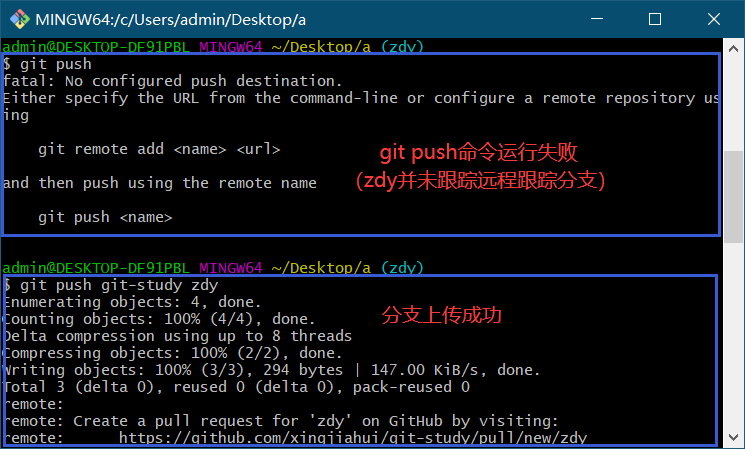 MINGW64:/c/Users/admin/Desktop/a
admin@DESKTOP-DF91PBL MINGW64 ~/Desktop/a (zdy)
$ git push
fatal: No configured push destination.
Either specify the URL from the command-line or configure a remote repository us
ing
git remote add <name> <url>
and then push using the remote name
git push <name>
git push命令运行失败
（zdy并未跟踪远程跟踪分支）
admin@DESKTOP-DF91PBL MINGW64 ~/Desktop/a (zdy)
$ git push git-study zdy
Enumerating objects: 4, done.
Counting objects: 100% (4/4), done.
Delta compression using up to 8 threads
Compressing objects: 100% (2/2), done.
Writing objects: 100% (3/3), 294 bytes | 147.00 KiB/s, done.
Total 3 (delta 0), reused 0 (delta 0), pack-reused 0
remote:
remote: Create a pull request for 'zdy' on GitHub by visiting:
remote:      https://github.com/xingjiahui/git-study/pull/new/zdy
分支上传成功